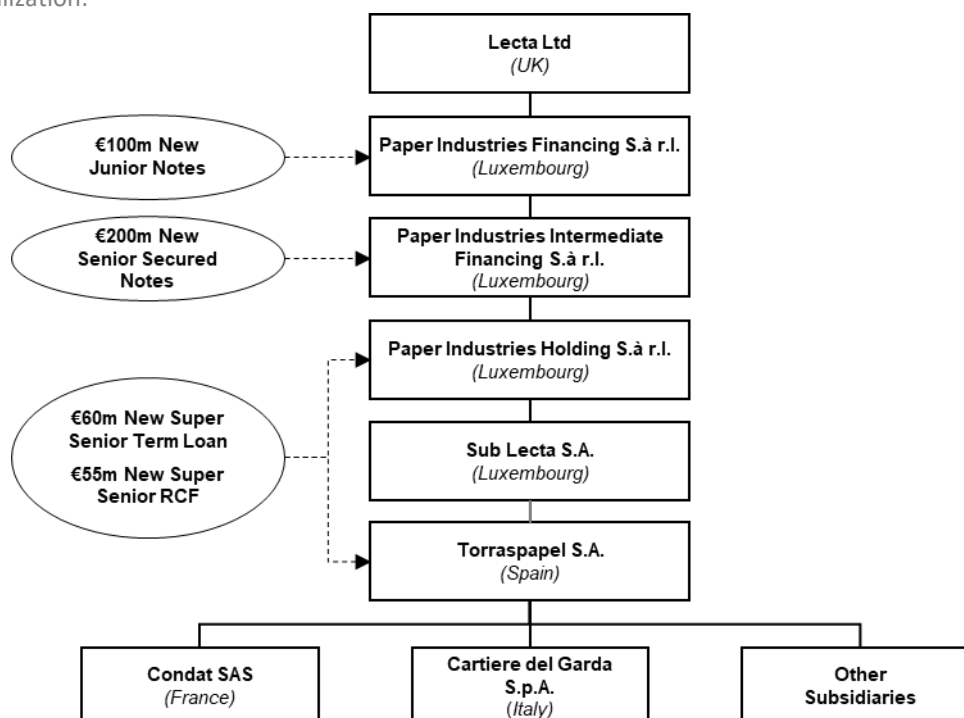 Lecta Ltd
(UK)
€100m New
Junior Notes
Paper Industries Financing S.à r.l.
(Luxembourg)
€200m New
Senior Secured
Notes
Paper Industries Intermediate
Financing S.à r.l.
(Luxembourg)
Paper Industries Holding S.à r.l.
(Luxembourg)
€60m New Super
Senior Term Loan
€55m New Super
Senior RCF
Sub Lecta S.A.
(Luxembourg)
Torraspapel S.A.
(Spain)
Condat SAS
(France)
Cartiere del Garda
S.p.A.
(Italy)
Other
Subsidiaries